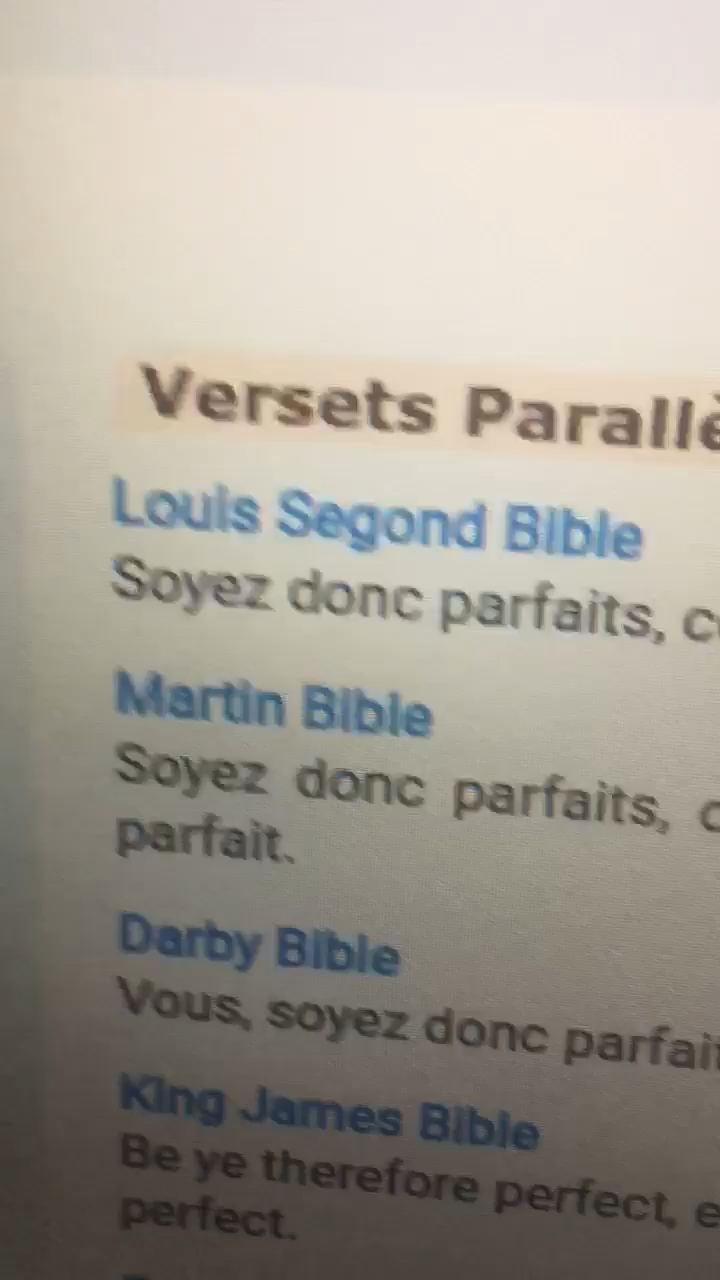 Versets Parallè
Louis Segond Bible
Soyez donc parfaits,
Martin Bible
Soyez donc parfaits,
parfait.
Darby Bible
Vous, soyez donc parfait
King James Bible
Be ye therefore perfect, e
perfect.